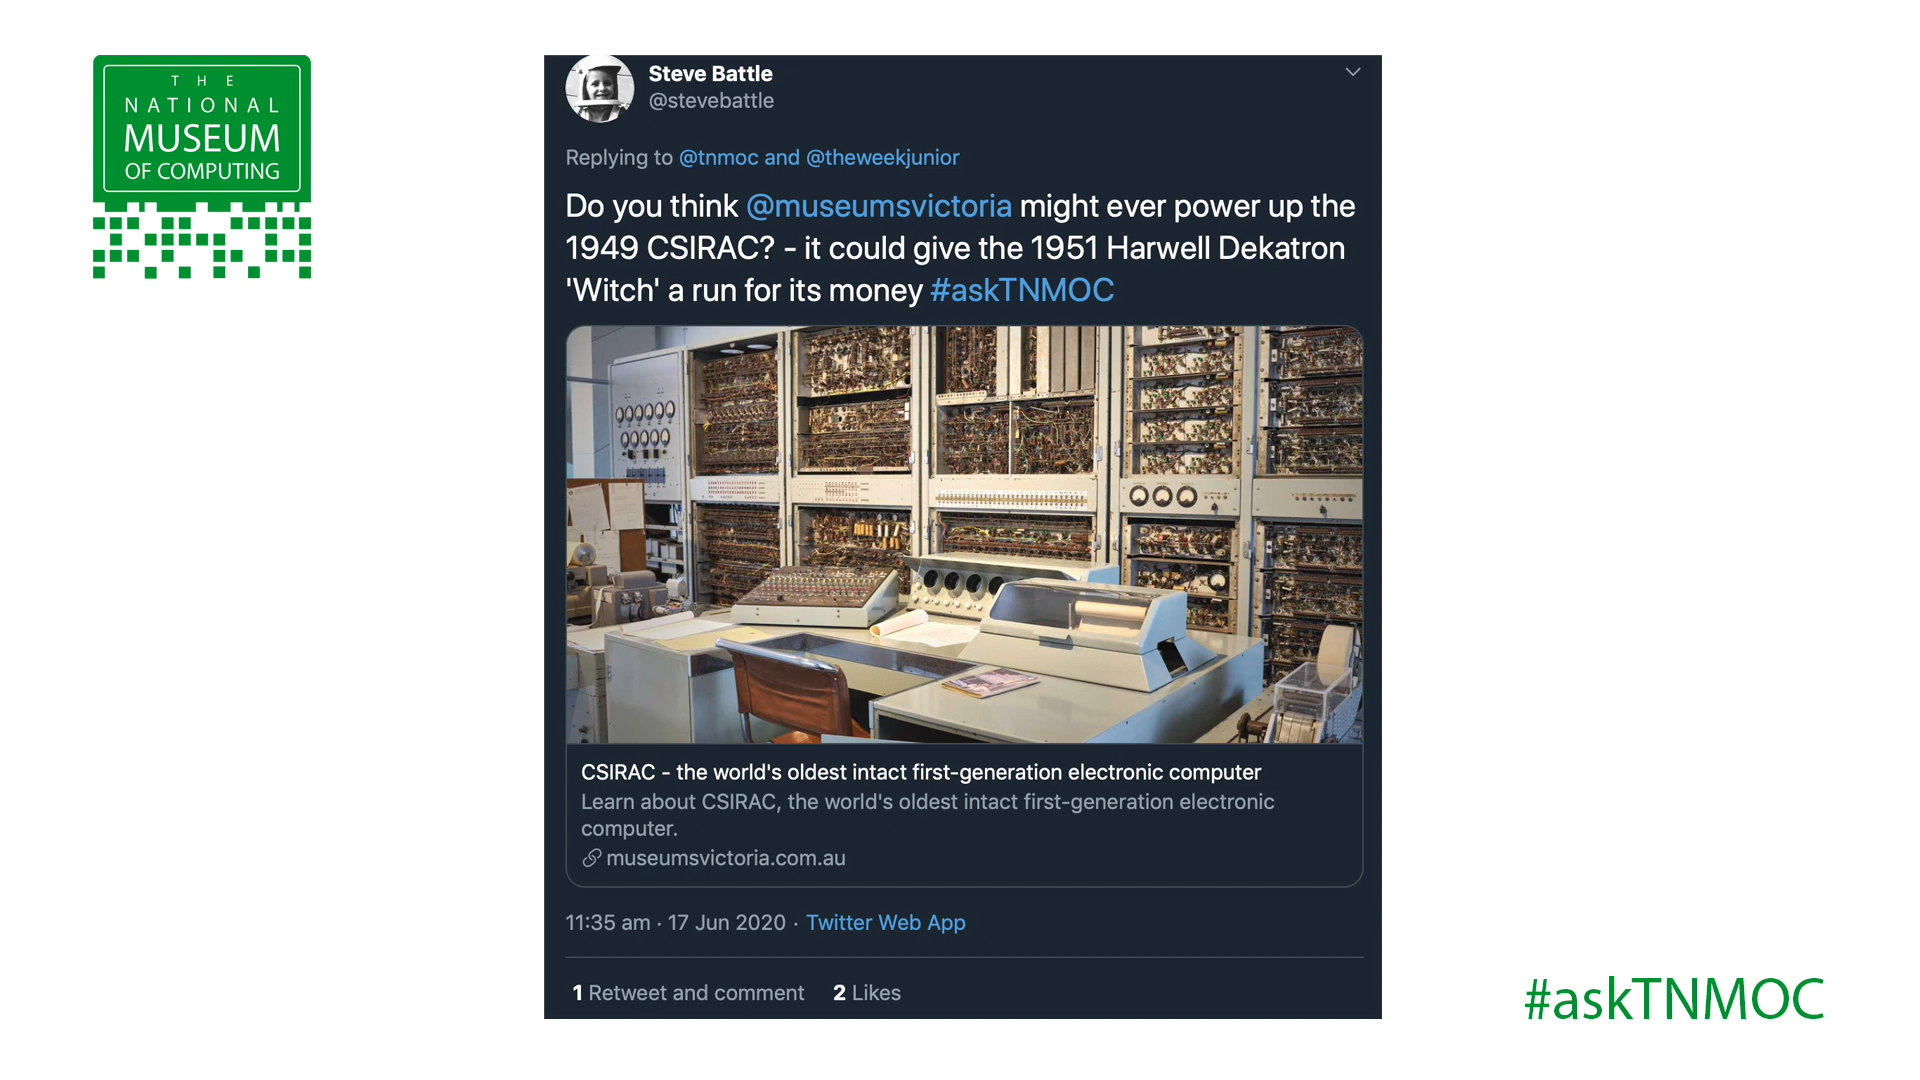 THE
NATIONAL
MUSEUM
OF COMPUTING
Steve Battle
@stevebattle
Replying to @tnmoc and @theweekjunior
Do you think @museumsvictoria might ever power up the
1949 CSIRAC? - it could give the 1951 Harwell Dekatron
'Witch' a run for its money #askTNMOC
CSIRAC - the world's oldest intact first-generation electronic computer
Learn about CSIRAC, the world's oldest intact first-generation electronic
computer.
museumsvictoria.com.au
11:35 am · 17 Jun 2020 · Twitter Web App
1 Retweet and comment 2 Likes
#askTNMOC